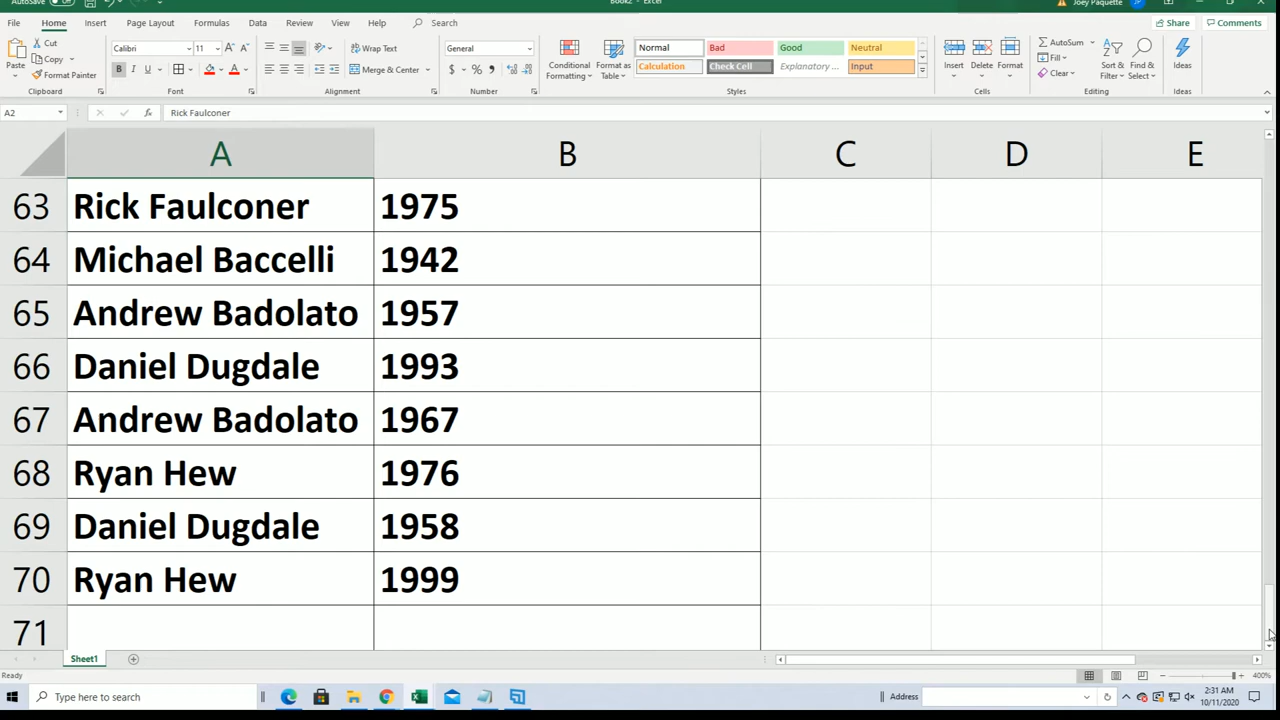 AutoSave Off
Book2 - Excel
Joey Paquette JP
File Home Insert Page Layout Formulas Data Review View Help Search
Share Comments
Paste Cut Copy Format Painter
Calibri 11 A A B I U A
Wrap Text
Merge & Center
General
$ % ,
Conditional Formatting
Format as Table
Normal Bad Good Neutral
Calculation Check Cell Explanatory ... Input
Insert Delete Format
AutoSum Fill Clear
Sort & Filter
Find & Select
Ideas
Clipboard Font Alignment Number Styles Cells Editing Ideas
A2 fx Rick Faulconer
A B C D E
63 Rick Faulconer 1975
64 Michael Baccelli 1942
65 Andrew Badolato 1957
66 Daniel Dugdale 1993
67 Andrew Badolato 1967
68 Ryan Hew 1976
69 Daniel Dugdale 1958
70 Ryan Hew 1999
71
Sheet1
Ready 400%
Type here to search Address 2:31 AM
10/11/2020